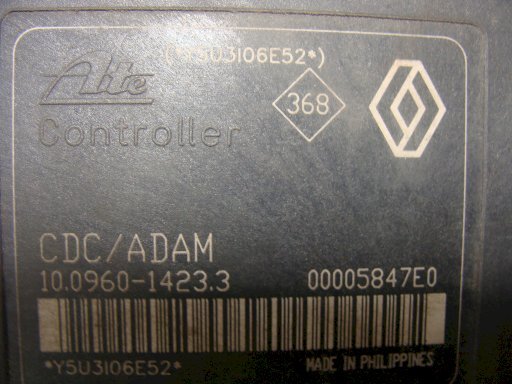 (*Y5U3106E52*)
Ate
368
Controller
CDC/ADAM
10.0960-1423.3 00005847E0
*Y5U3106E52*
MADE IN PHILIPPINES